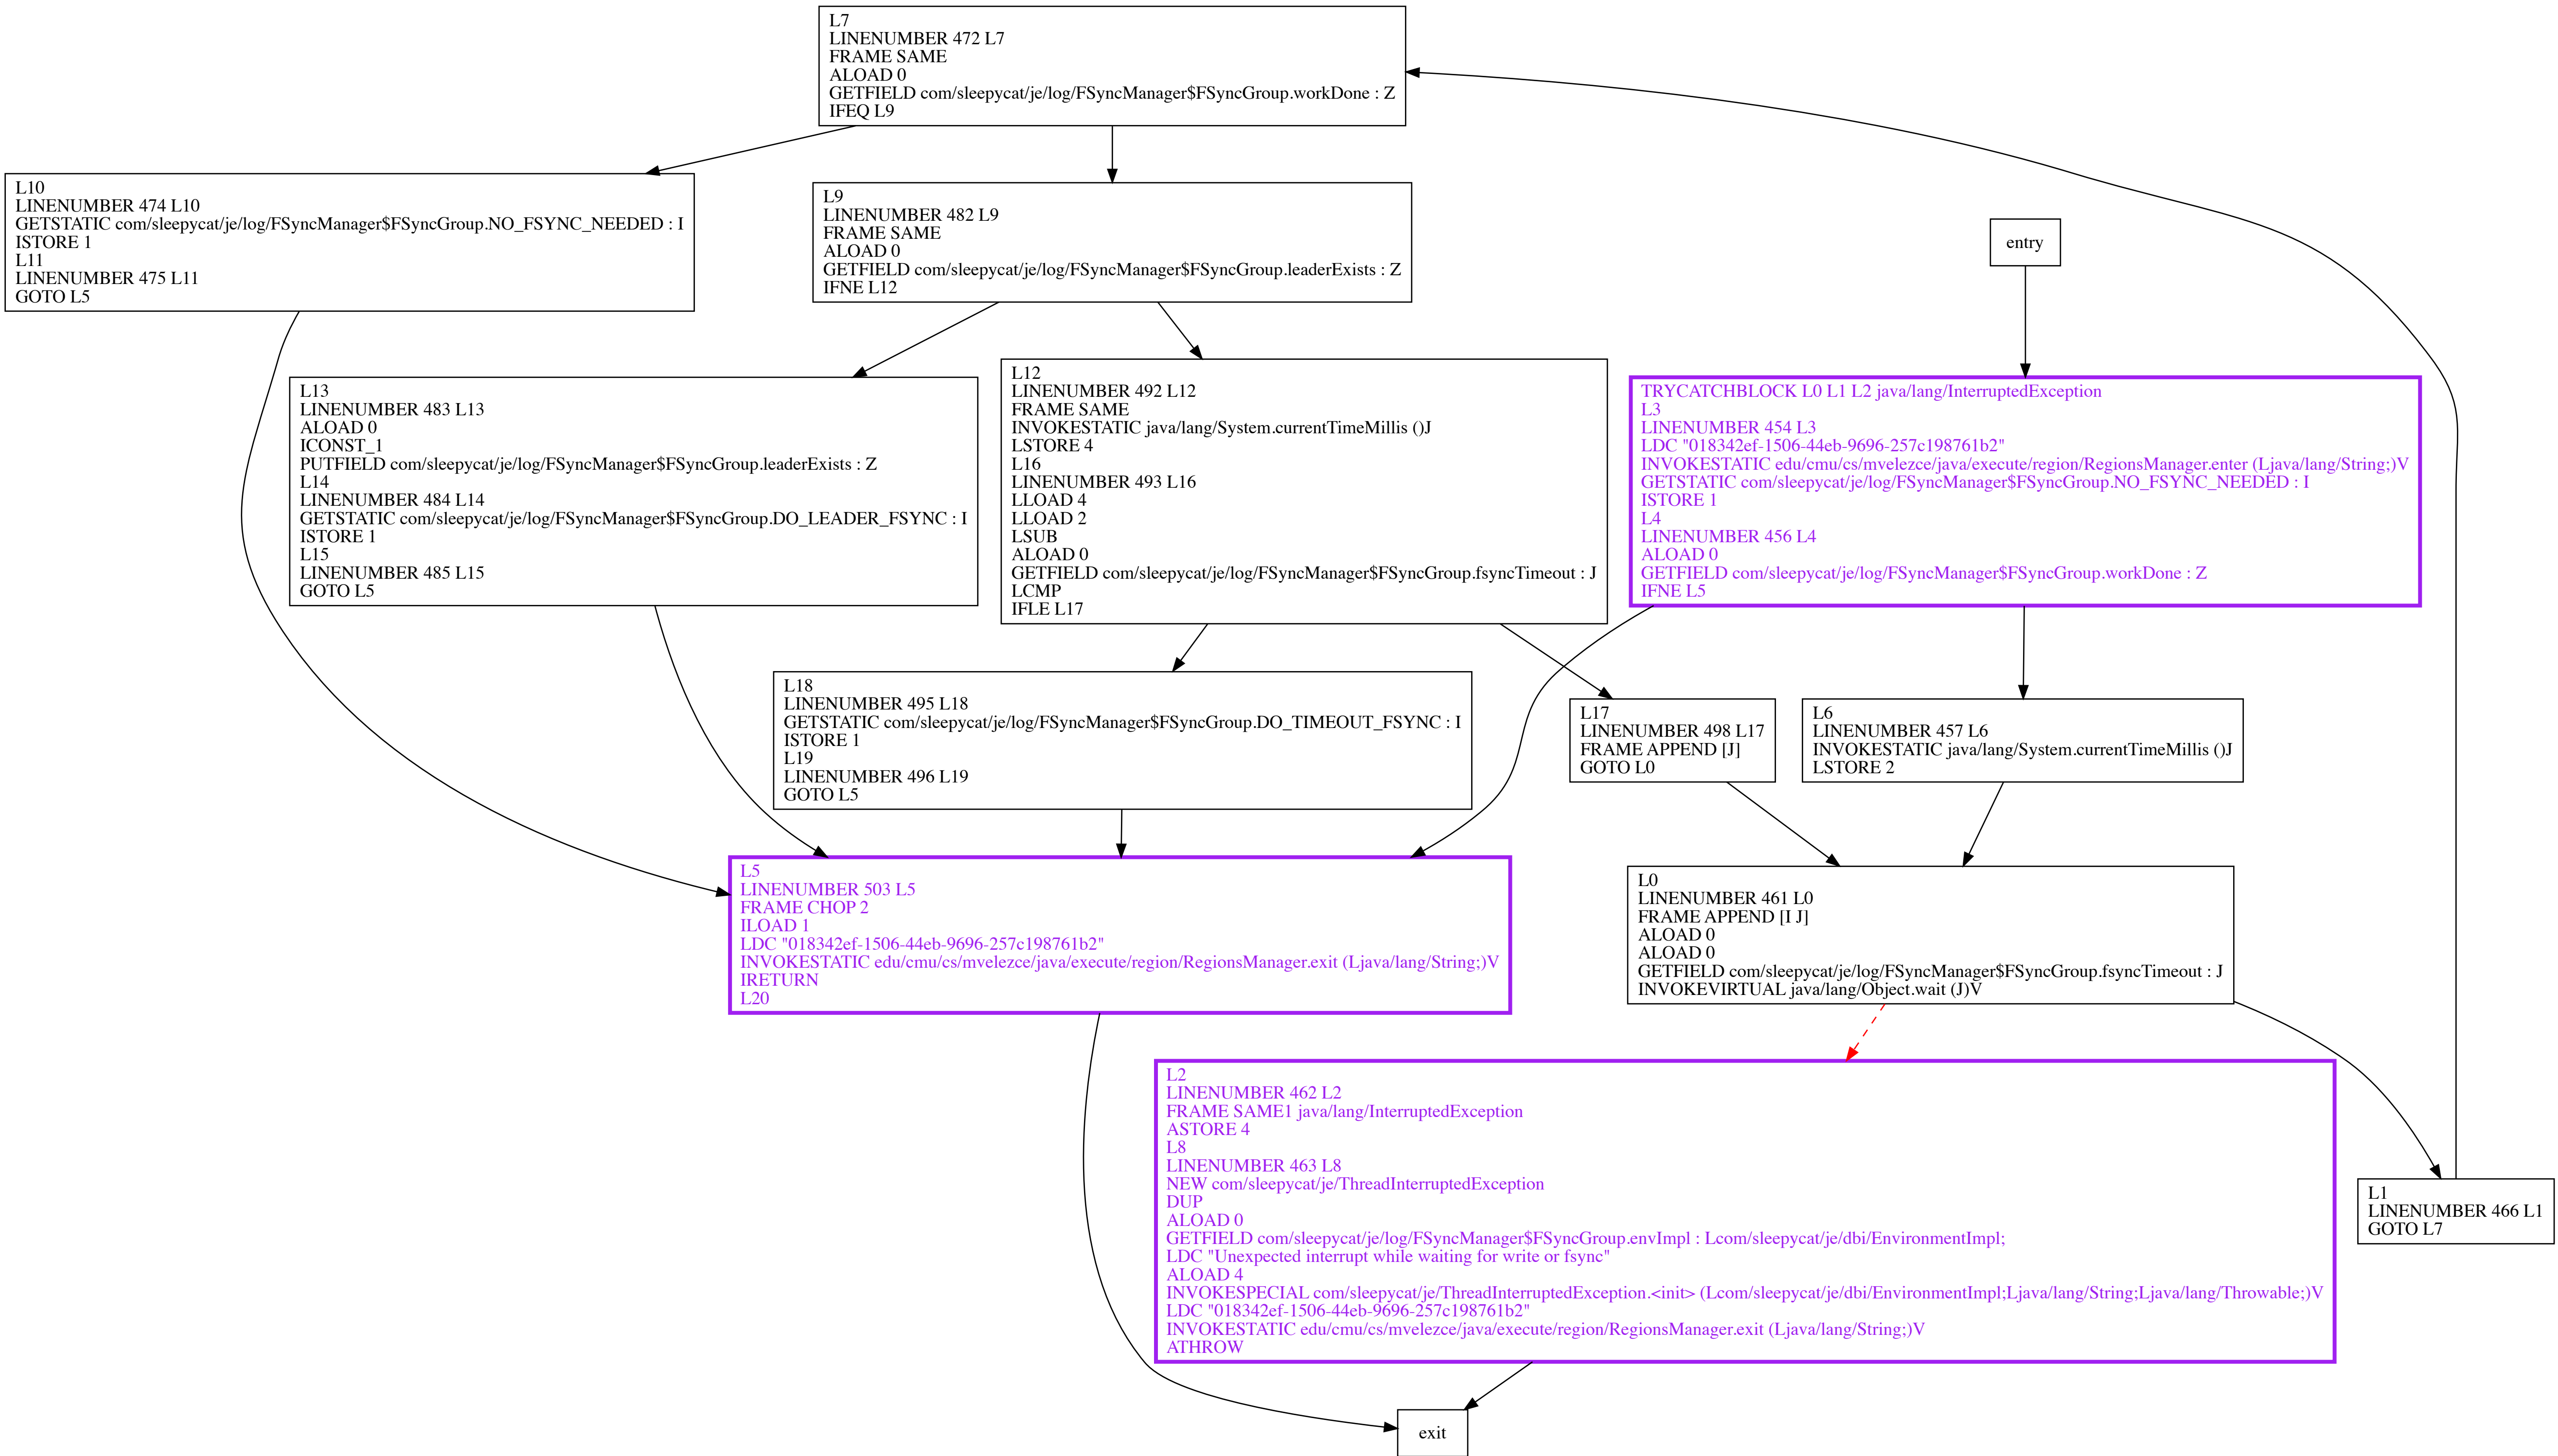 L7
LINENUMBER 472 L7
FRAME SAME
ALOAD 0
GETFIELD com/sleepycat/je/log/FSyncManager$FSyncGroup.workDone : Z
IFEQ L9
L10
LINENUMBER 474 L10
GETSTATIC com/sleepycat/je/log/FSyncManager$FSyncGroup.NO_FSYNC_NEEDED : I
ISTORE 1
L11
LINENUMBER 475 L11
GOTO L5
L9
LINENUMBER 482 L9
FRAME SAME
ALOAD 0
GETFIELD com/sleepycat/je/log/FSyncManager$FSyncGroup.leaderExists : Z
IFNE L12
entry
L13
LINENUMBER 483 L13
ALOAD 0
ICONST_1
PUTFIELD com/sleepycat/je/log/FSyncManager$FSyncGroup.leaderExists : Z
L14
LINENUMBER 484 L14
GETSTATIC com/sleepycat/je/log/FSyncManager$FSyncGroup.DO_LEADER_FSYNC : I
ISTORE 1
L15
LINENUMBER 485 L15
GOTO L5
L12
LINENUMBER 492 L12
FRAME SAME
INVOKESTATIC java/lang/System.currentTimeMillis ()J
LSTORE 4
L16
LINENUMBER 493 L16
LLOAD 4
LLOAD 2
LSUB
ALOAD 0
GETFIELD com/sleepycat/je/log/FSyncManager$FSyncGroup.fsyncTimeout : J
LCMP
IFLE L17
TRYCATCHBLOCK L0 L1 L2 java/lang/InterruptedException
L3
LINENUMBER 454 L3
LDC "018342ef-1506-44eb-9696-257c198761b2"
INVOKESTATIC edu/cmu/cs/mvelezce/java/execute/region/RegionsManager.enter (Ljava/lang/String;)V
GETSTATIC com/sleepycat/je/log/FSyncManager$FSyncGroup.NO_FSYNC_NEEDED : I
ISTORE 1
L4
LINENUMBER 456 L4
ALOAD 0
GETFIELD com/sleepycat/je/log/FSyncManager$FSyncGroup.workDone : Z
IFNE L5
L18
LINENUMBER 495 L18
GETSTATIC com/sleepycat/je/log/FSyncManager$FSyncGroup.DO_TIMEOUT_FSYNC : I
ISTORE 1
L19
LINENUMBER 496 L19
GOTO L5
L17
LINENUMBER 498 L17
FRAME APPEND [J]
GOTO L0
L6
LINENUMBER 457 L6
INVOKESTATIC java/lang/System.currentTimeMillis ()J
LSTORE 2
L5
LINENUMBER 503 L5
FRAME CHOP 2
ILOAD 1
LDC "018342ef-1506-44eb-9696-257c198761b2"
INVOKESTATIC edu/cmu/cs/mvelezce/java/execute/region/RegionsManager.exit (Ljava/lang/String;)V
IRETURN
L20
L0
LINENUMBER 461 L0
FRAME APPEND [I J]
ALOAD 0
ALOAD 0
GETFIELD com/sleepycat/je/log/FSyncManager$FSyncGroup.fsyncTimeout : J
INVOKEVIRTUAL java/lang/Object.wait (J)V
L2
LINENUMBER 462 L2
FRAME SAME1 java/lang/InterruptedException
ASTORE 4
L8
LINENUMBER 463 L8
NEW com/sleepycat/je/ThreadInterruptedException
DUP
ALOAD 0
GETFIELD com/sleepycat/je/log/FSyncManager$FSyncGroup.envImpl : Lcom/sleepycat/je/dbi/EnvironmentImpl;
LDC "Unexpected interrupt while waiting for write or fsync"
ALOAD 4
INVOKESPECIAL com/sleepycat/je/ThreadInterruptedException.<init> (Lcom/sleepycat/je/dbi/EnvironmentImpl;Ljava/lang/String;Ljava/lang/Throwable;)V
LDC "018342ef-1506-44eb-9696-257c198761b2"
INVOKESTATIC edu/cmu/cs/mvelezce/java/execute/region/RegionsManager.exit (Ljava/lang/String;)V
ATHROW
L1
LINENUMBER 466 L1
GOTO L7
exit